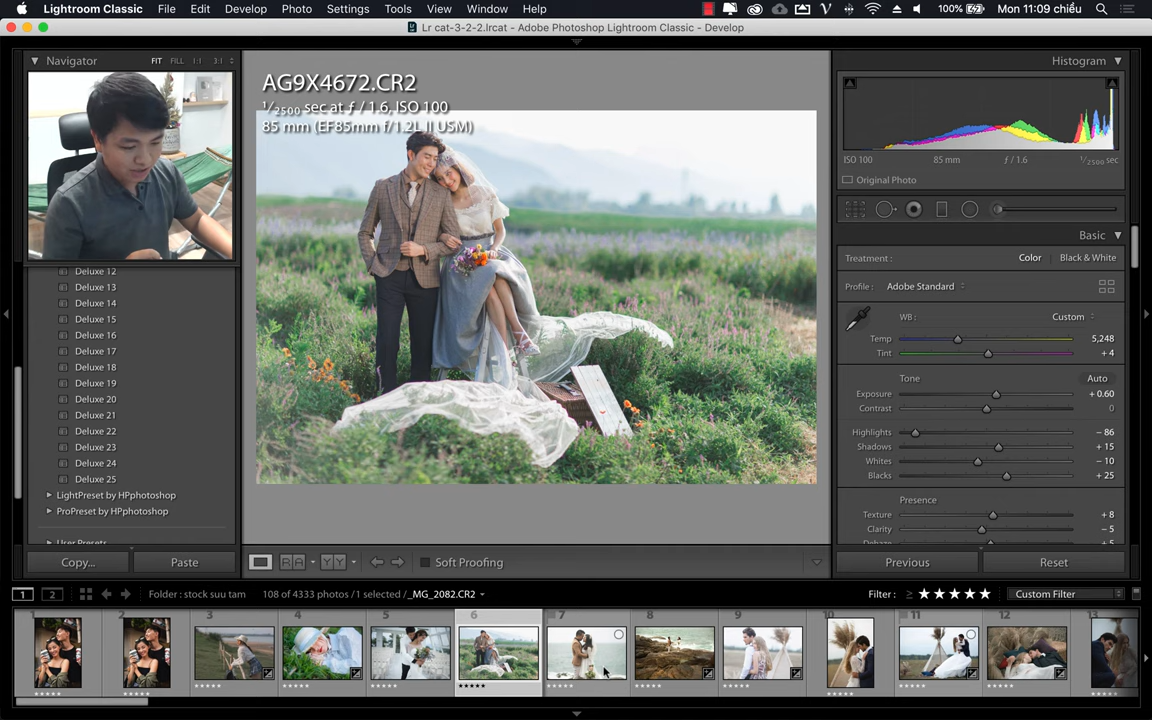 Lightroom Classic File Edit Develop Photo Settings Tools View Window Help 100% Mon 11:09 chiều
Lr cat-3-2-2.lrcat - Adobe Photoshop Lightroom Classic - Develop
Navigator FIT FILL 1:1 3:1
AG9X4672.CR2
1/2500 sec at ƒ / 1.6, ISO 100
85 mm (EF85mm f/1.2L II USM)
Histogram
ISO 100 85 mm ƒ / 1.6 1/2500 sec
Original Photo
Basic
Treatment : Color Black & White
Profile : Adobe Standard
WB : Custom
Temp 5,248
Tint + 4
Tone Auto
Exposure + 0.60
Contrast 0
Highlights − 86
Shadows + 15
Whites − 10
Blacks + 25
Presence
Texture + 8
Clarity − 5
Dehaze
Deluxe 12
Deluxe 13
Deluxe 14
Deluxe 15
Deluxe 16
Deluxe 17
Deluxe 18
Deluxe 19
Deluxe 20
Deluxe 21
Deluxe 22
Deluxe 23
Deluxe 24
Deluxe 25
LightPreset by HPphotoshop
ProPreset by HPphotoshop
User Presets
Copy... Paste
R A Y Y Soft Proofing
Previous Reset
1 2 Folder : stock suu tam 108 of 4333 photos / 1 selected / _MG_2082.CR2 Filter : ≥ ★★★★★ Custom Filter
1 2 3 4 5 6 7 8 9 10 11 12 13